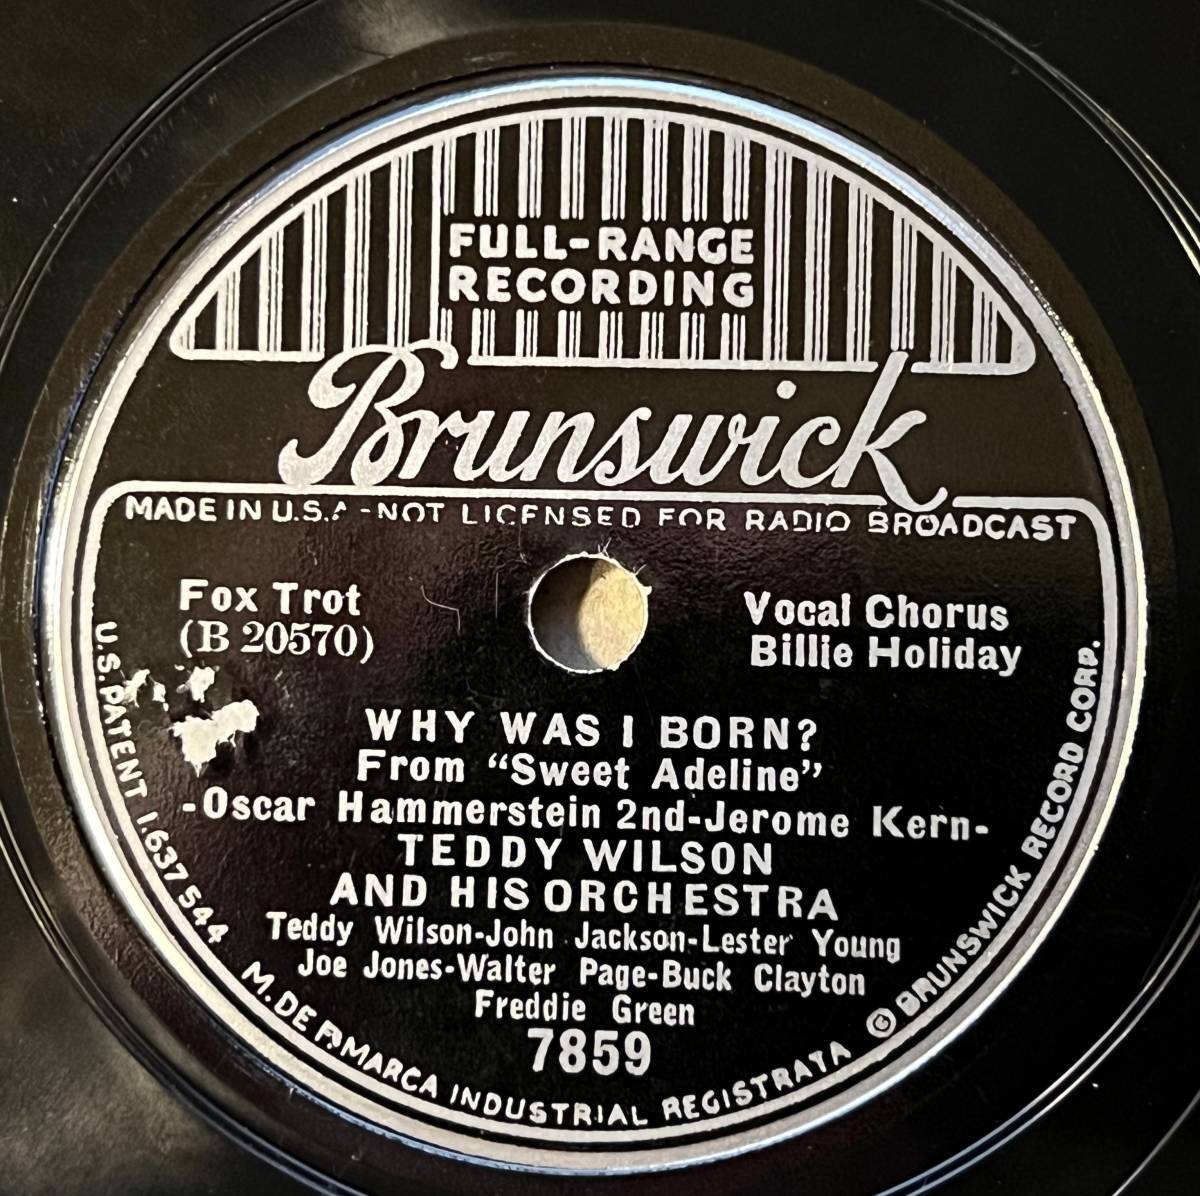 FULL-RANGE
RECORDING
Brunswick
MADE IN U.S.A - NOT LICENSED FOR RADIO BROADCAST
Fox Trot
(B 20570)
Vocal Chorus
Billie Holiday
WHY WAS I BORN?
From "Sweet Adeline"
-Oscar Hammerstein 2nd-Jerome Kern-
TEDDY WILSON
AND HIS ORCHESTRA
Teddy Wilson-John Jackson-Lester Young
Joe Jones-Walter Page-Buck Clayton
Freddie Green
7859
U.S. PATENT 1.637 544
M. DE P. MARCA INDUSTRIAL REGISTRATA
© BRUNSWICK RECORD CORP.